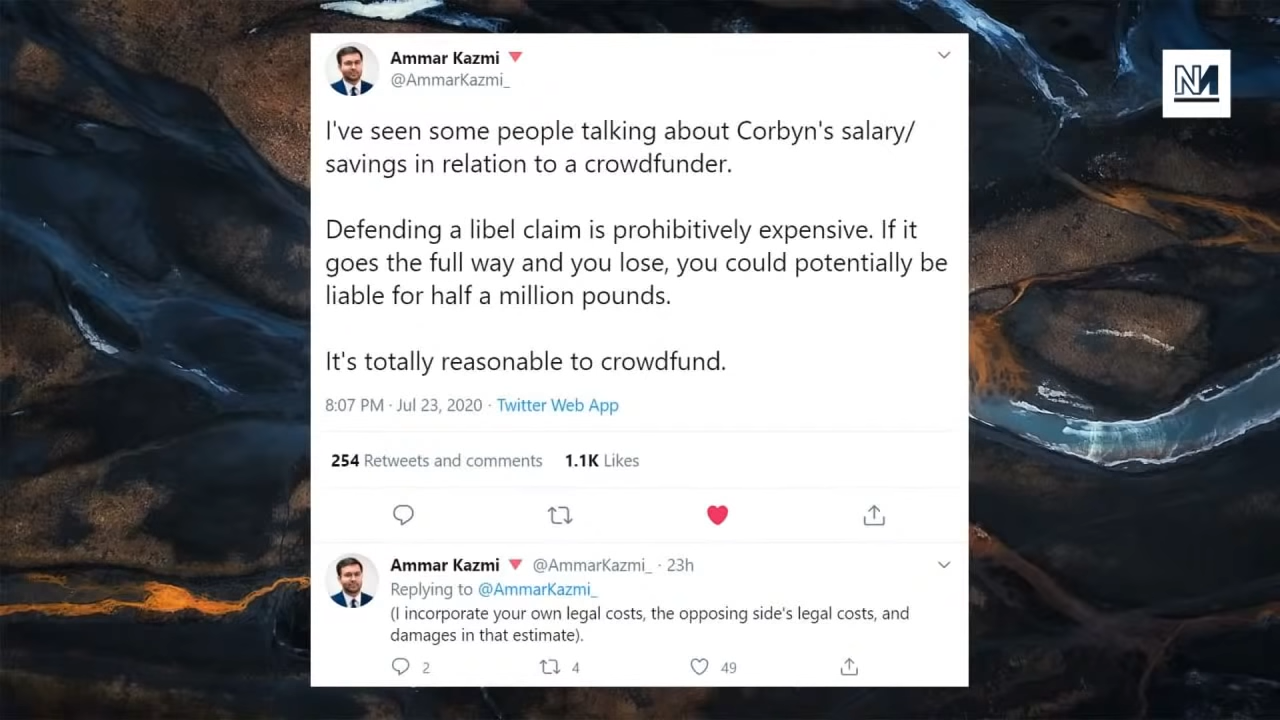 Ammar Kazmi
@AmmarKazmi_
I've seen some people talking about Corbyn's salary/
savings in relation to a crowdfunder.
Defending a libel claim is prohibitively expensive. If it
goes the full way and you lose, you could potentially be
liable for half a million pounds.
It's totally reasonable to crowdfund.
8:07 PM · Jul 23, 2020 · Twitter Web App
254 Retweets and comments 1.1K Likes
Ammar Kazmi @AmmarKazmi_ · 23h
Replying to @AmmarKazmi_
(I incorporate your own legal costs, the opposing side's legal costs, and
damages in that estimate).
2 4 49
NM